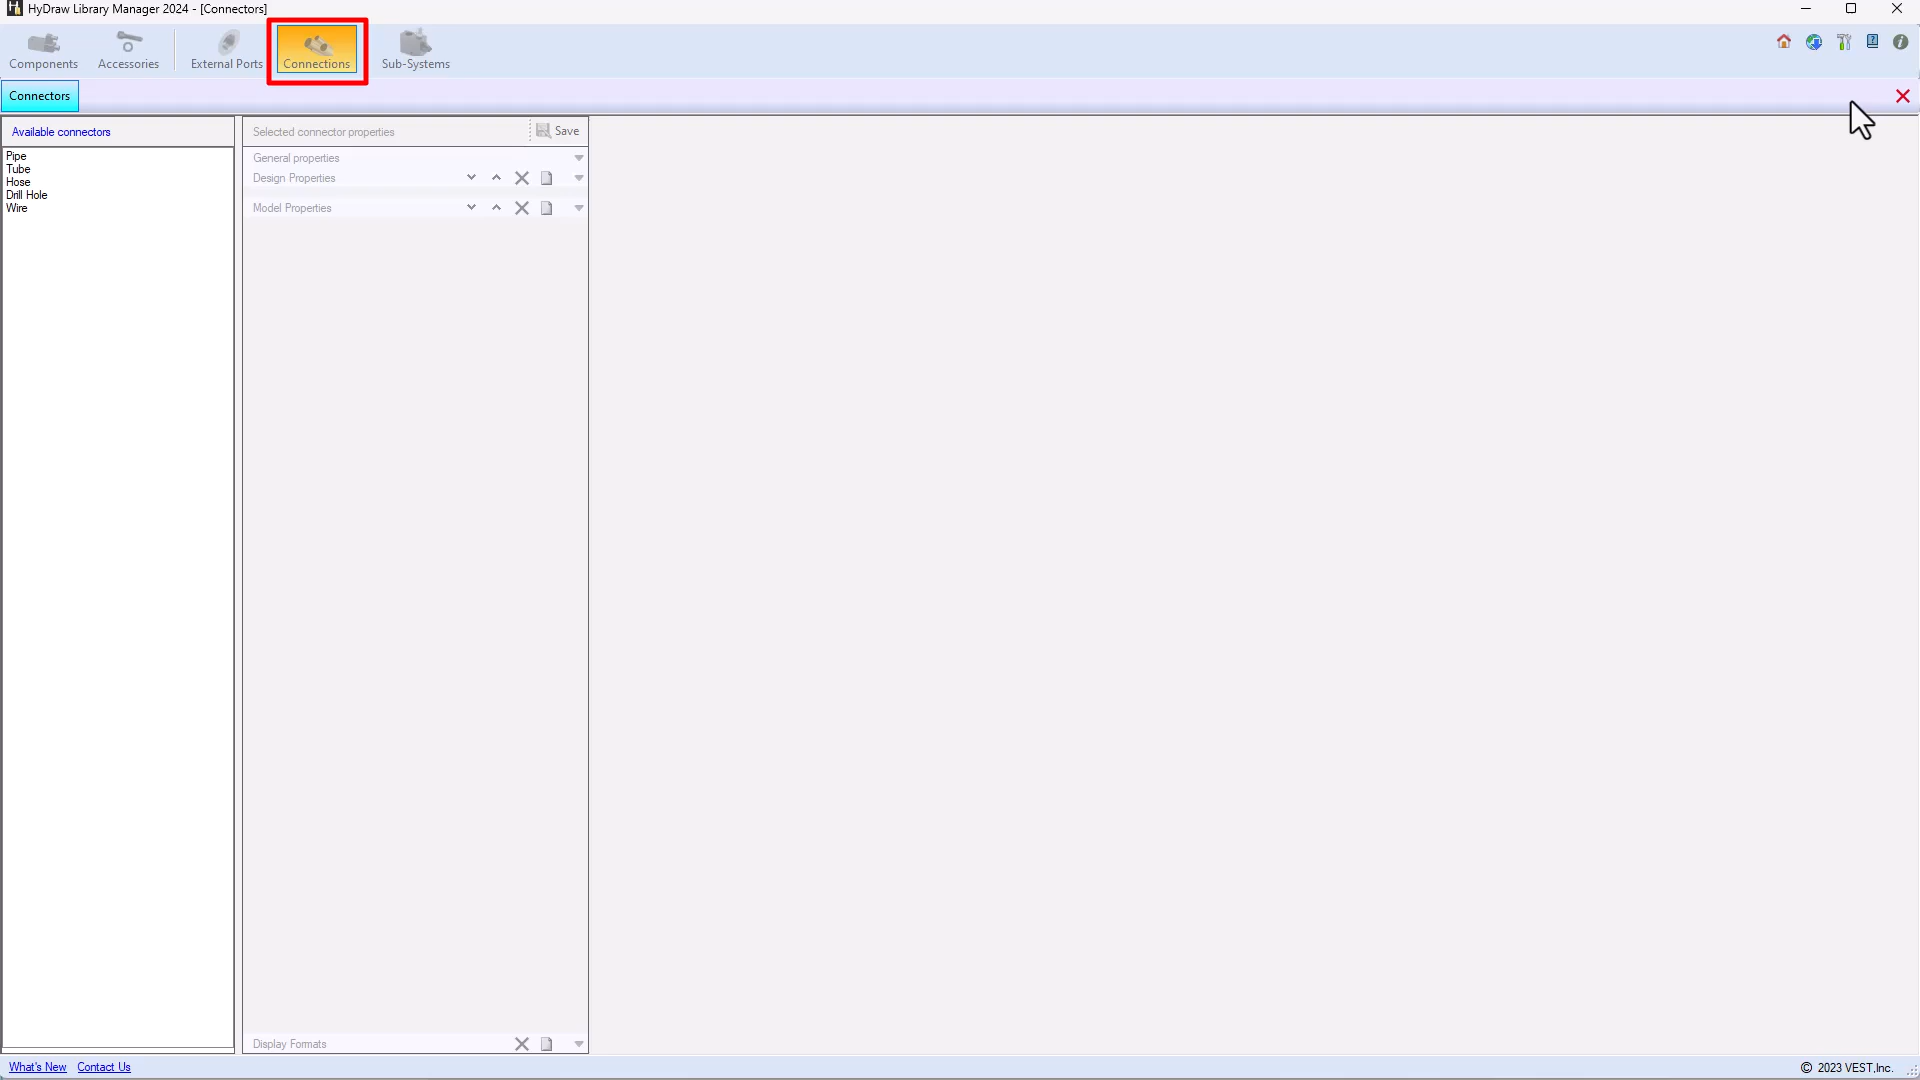 HyDraw Library Manager 2024 - [Connectors]
Components
Accessories
External Ports
Connections
Sub-Systems
Connectors
Available connectors
Pipe
Tube
Hose
Drill Hole
Wire
Selected connector properties
Save
General properties
Design Properties
Model Properties
Display Formats
What's New
Contact Us
© 2023 VEST,Inc.